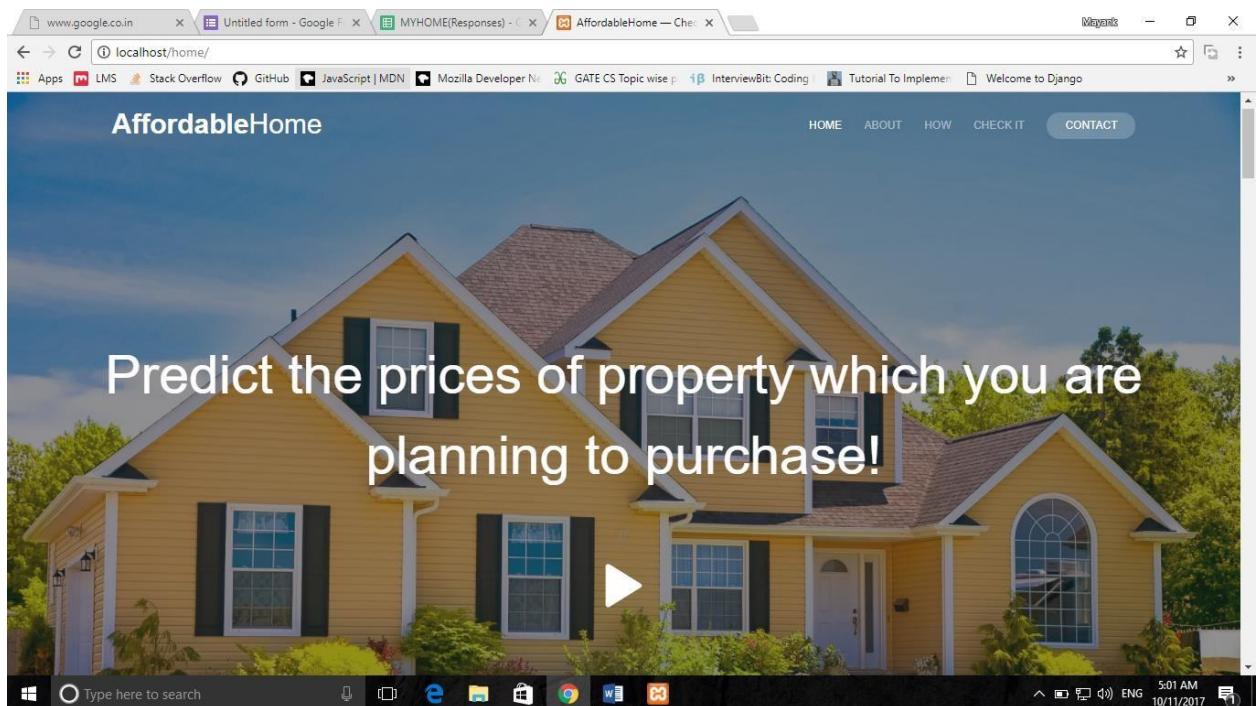 www.google.co.in
Untitled form - Google F
MYHOME(Responses) - G
AffordableHome — Chec
Mayank
localhost/home/
Apps LMS Stack Overflow GitHub JavaScript | MDN Mozilla Developer Ne GATE CS Topic wise p InterviewBit: Coding Tutorial To Implemen Welcome to Django »
AffordableHome
HOME ABOUT HOW CHECK IT CONTACT
Predict the prices of property which you are
planning to purchase!
Type here to search
ENG
5:01 AM
10/11/2017